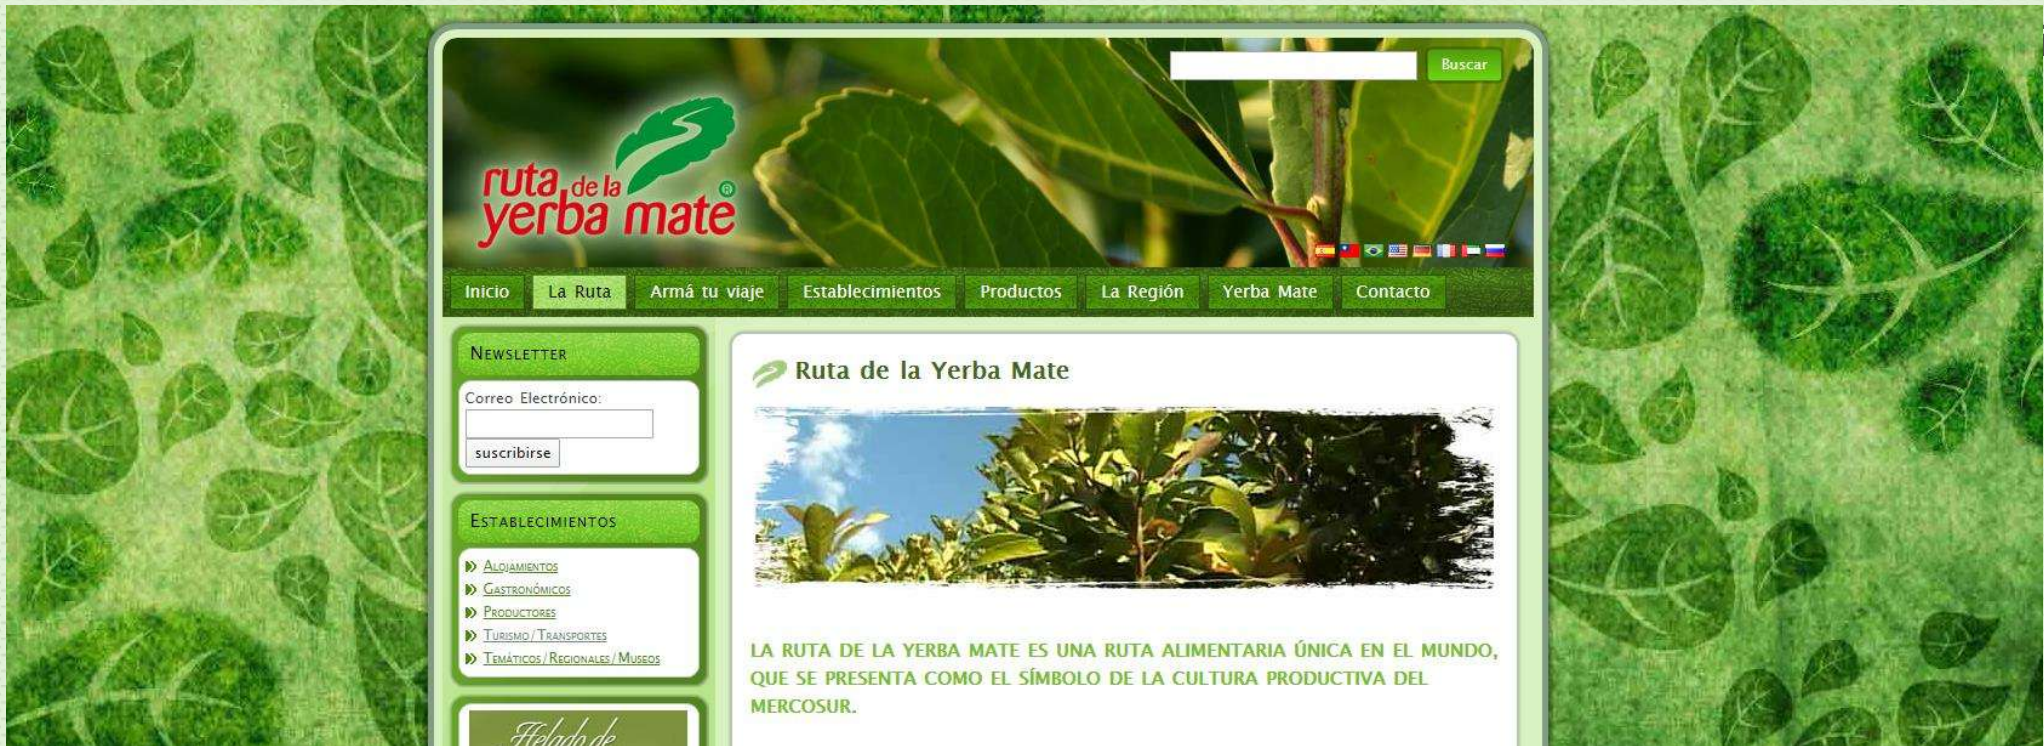 Buscar
ruta de la
yerba mate®
Inicio La Ruta Armá tu viaje Establecimientos Productos La Región Yerba Mate Contacto
Newsletter
Correo Electrónico:
suscribirse
Establecimientos
Alojamientos
Gastronómicos
Productores
Turismo/Transportes
Temáticos/Regionales/Museos
Helado de
Ruta de la Yerba Mate
LA RUTA DE LA YERBA MATE ES UNA RUTA ALIMENTARIA ÚNICA EN EL MUNDO,
QUE SE PRESENTA COMO EL SÍMBOLO DE LA CULTURA PRODUCTIVA DEL
MERCOSUR.